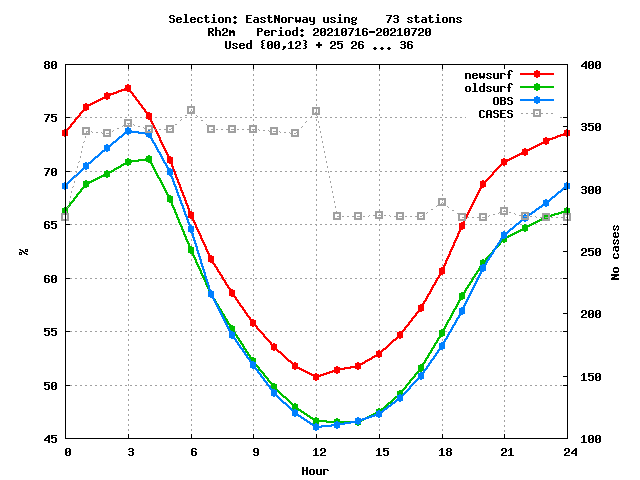 Selection: EastNorway using    73 stations
Rh2m   Period: 20210716-20210720
Used {00,12} + 25 26 ... 36
newsurf
oldsurf
OBS
CASES
80
75
70
65
60
55
50
45
%
400
350
300
250
200
150
100
No cases
0 3 6 9 12 15 18 21 24
Hour